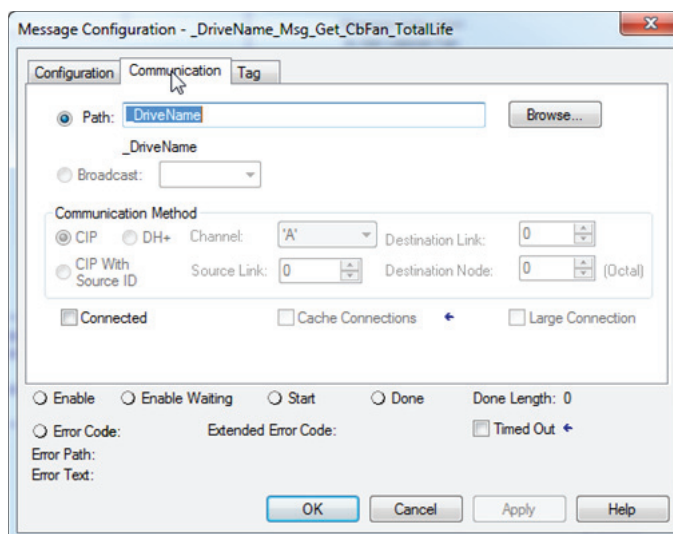 Message Configuration - _DriveName_Msg_Get_CbFan_TotalLife
Configuration Communication Tag
Path: _DriveName Browse...
_DriveName
Broadcast:
Communication Method
CIP DH+ Channel: 'A' Destination Link: 0
CIP With
Source ID Source Link: 0 Destination Node: 0 (Octal)
Connected Cache Connections Large Connection
Enable Enable Waiting Start Done Done Length: 0
Error Code: Extended Error Code: Timed Out
Error Path:
Error Text:
OK Cancel Apply Help